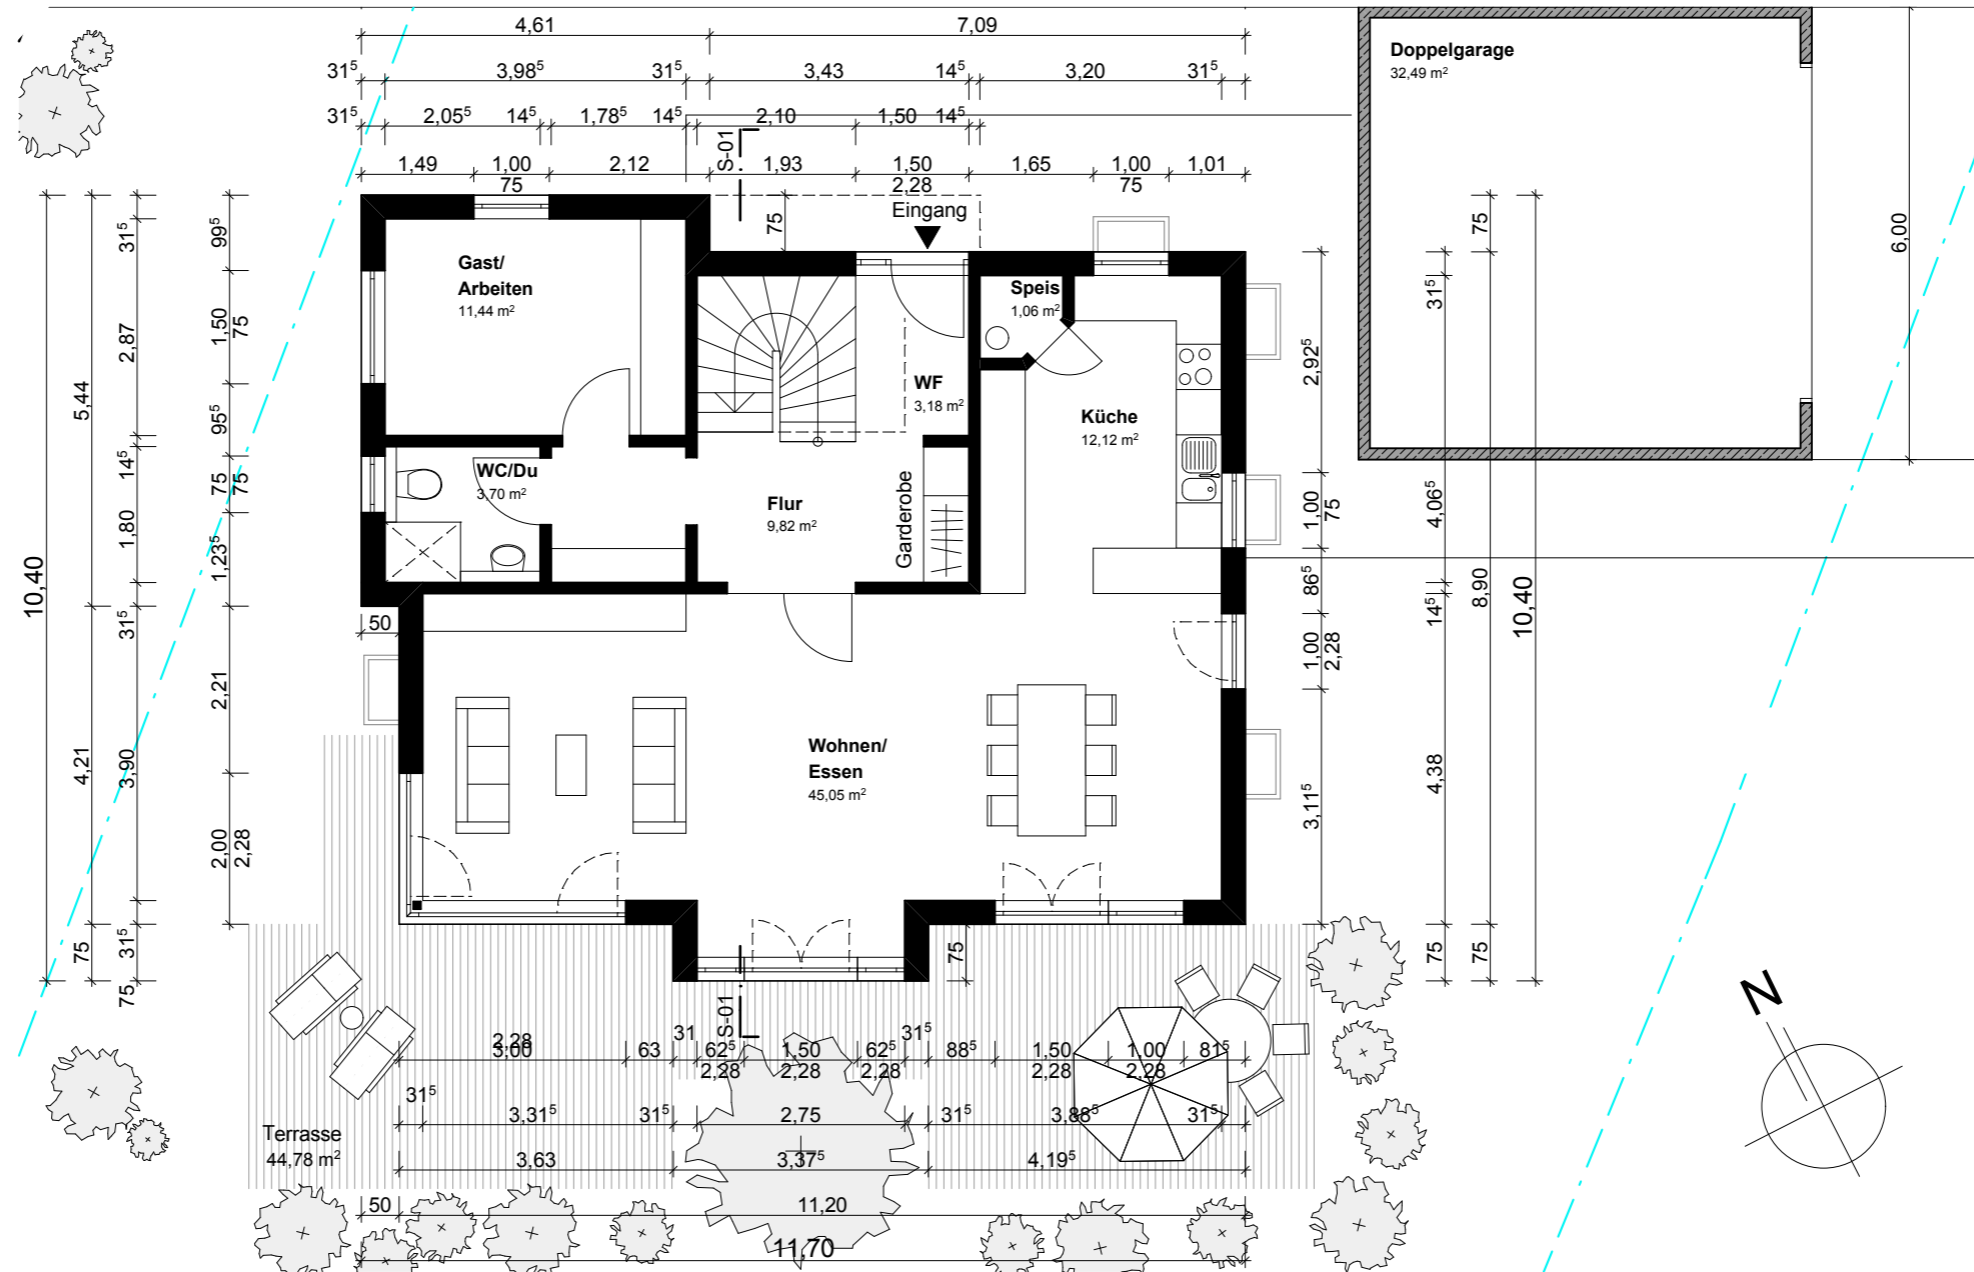 4,61 7,09
31⁵ 3,98⁵ 31⁵ 3,43 14⁵ 3,20 31⁵
31⁵ 2,05⁵ 14⁵ 1,78⁵ 14⁵ 2,10 1,50 14⁵
1,49 1,00 2,12 1,93 1,50 1,65 1,00 1,01
75 2,28 75
S-01
Eingang
75
Doppelgarage
32,49 m²
6,00
Gast/
Arbeiten
11,44 m²
Speis
1,06 m²
WF
3,18 m²
Küche
12,12 m²
WC/Du
3,70 m²
Flur
9,82 m²
Garderobe
Wohnen/
Essen
45,05 m²
10,40
5,44
4,21
75
31⁵
2,87
14⁵
1,80
31⁵
3,90
31⁵
75
99⁵
1,50
75
95⁵
75
75
1,23⁵
2,21
2,00
2,28
50
2,92⁵
1,00
75
86⁵
1,00
2,28
3,11⁵
31⁵
4,06⁵
14⁵
4,38
75
75
8,90
75
10,40
75
N
S-01
2,28
3,00 63 31 62⁵ 1,50 62⁵ 31⁵ 88⁵ 1,50 1,00 81⁵
2,28 2,28 2,28 2,28 2,28
31⁵ 3,31⁵ 31⁵ 2,75 31⁵ 3,88⁵ 31⁵
Terrasse
44,78 m²
3,63 3,37⁵ 4,19⁵
50 11,20
11,70